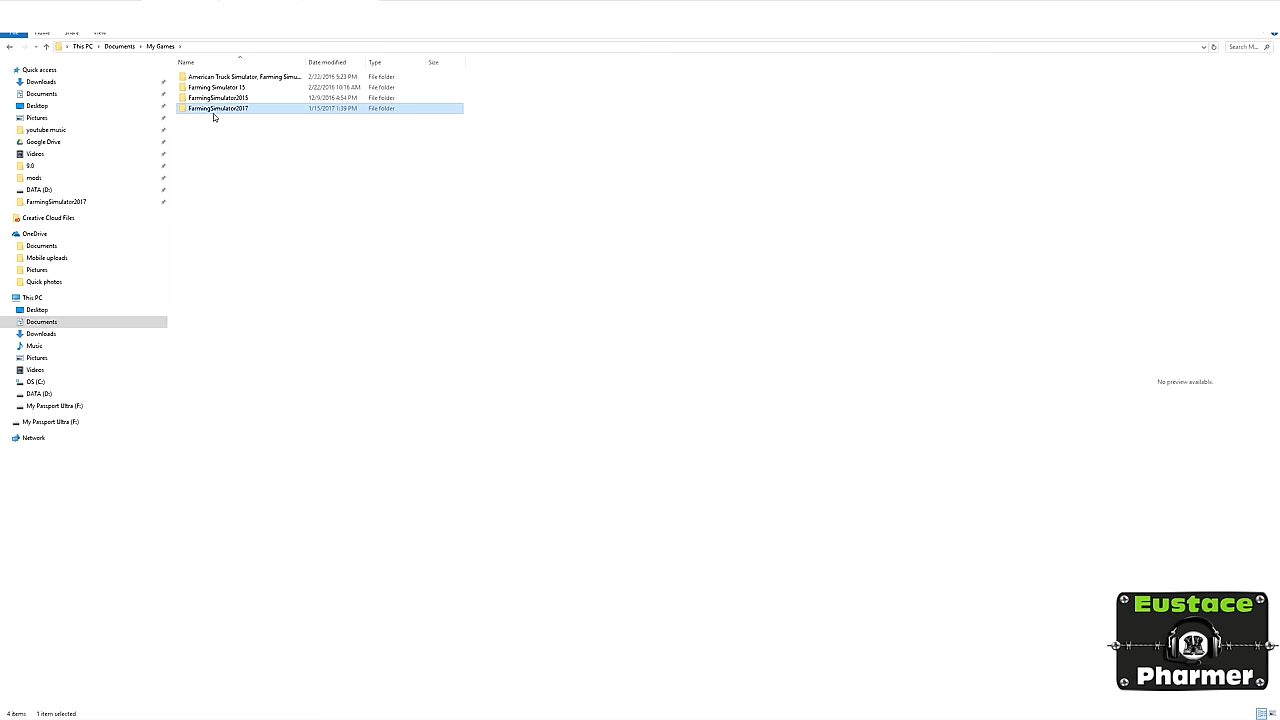 File Home Share View
This PC > Documents > My Games >
Search M...
Name Date modified Type Size
American Truck Simulator, Farming Simu... 2/22/2016 5:23 PM File folder
Farming Simulator 15 2/22/2016 10:16 AM File folder
FarmingSimulator2015 12/9/2016 4:54 PM File folder
FarmingSimulator2017 1/15/2017 1:39 PM File folder
Quick access
Downloads
Documents
Desktop
Pictures
youtube music
Google Drive
Videos
9.0
mods
DATA (D:)
FarmingSimulator2017
Creative Cloud Files
OneDrive
Documents
Mobile uploads
Pictures
Quick photos
This PC
Desktop
Documents
Downloads
Music
Pictures
Videos
OS (C:)
DATA (D:)
My Passport Ultra (F:)
My Passport Ultra (F:)
Network
No preview available.
Eustace
Pharmer
4 items 1 item selected